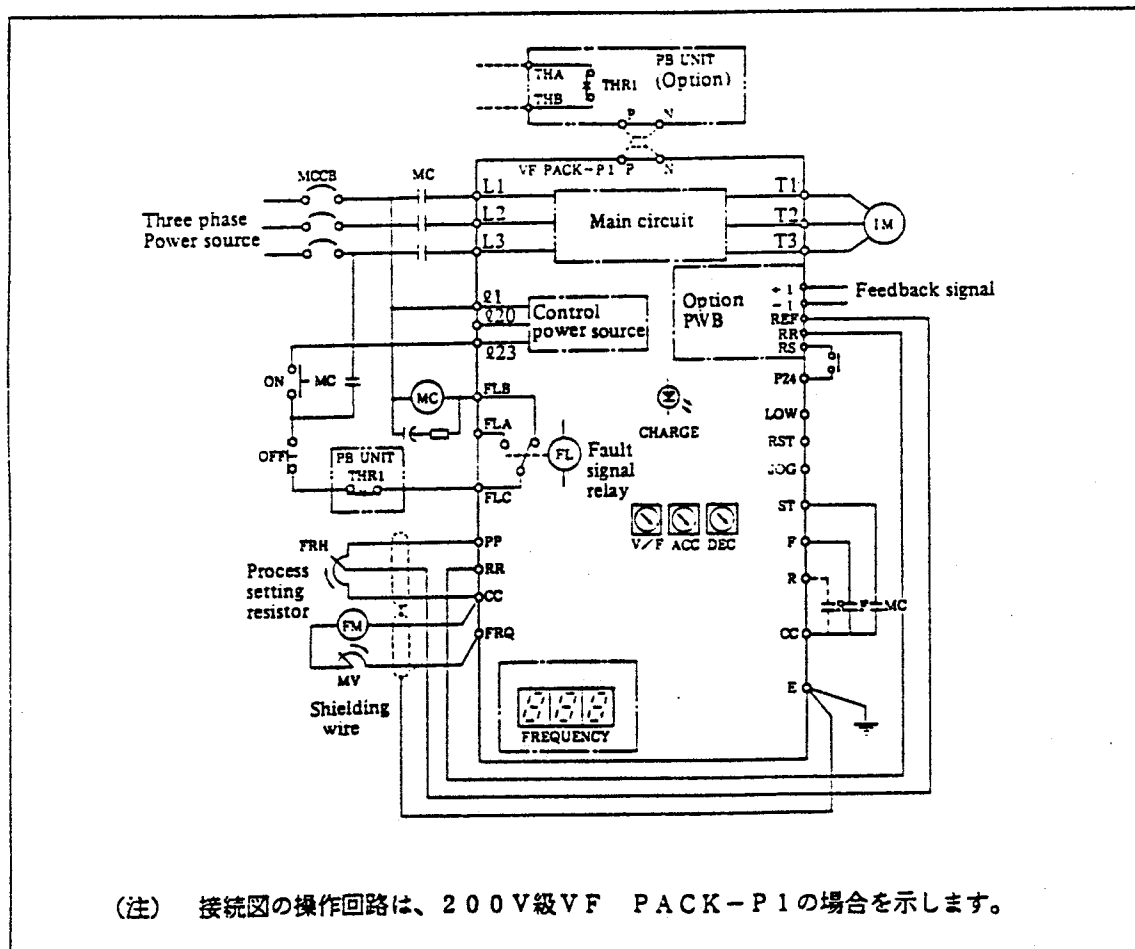 THA
PB UNIT
(Option)
THR1
THB
P N
VF PACK-P1 P N
MCCB
MC
L1
T1
Three phase
Power source
L2
Main circuit
T2
IM
L3
T3
ℓ1
Control
power source
ℓ20
ℓ23
Option
PWB
+1
Feedback signal
-1
REF
RR
RS
P24
ON
MC
MC
FLB
FLA
CHARGE
LOW
RST
JOG
OFF
PB UNIT
THR1
FL
Fault
signal
relay
FLC
ST
V/F ACC DEC
F
FRH
PP
Process
setting
resistor
RR
R
CC
R F MC
FM
FRQ
CC
MV
E
Shielding
wire
888
FREQUENCY
(注) 接続図の操作回路は、200V級VF PACK-P1の場合を示します。